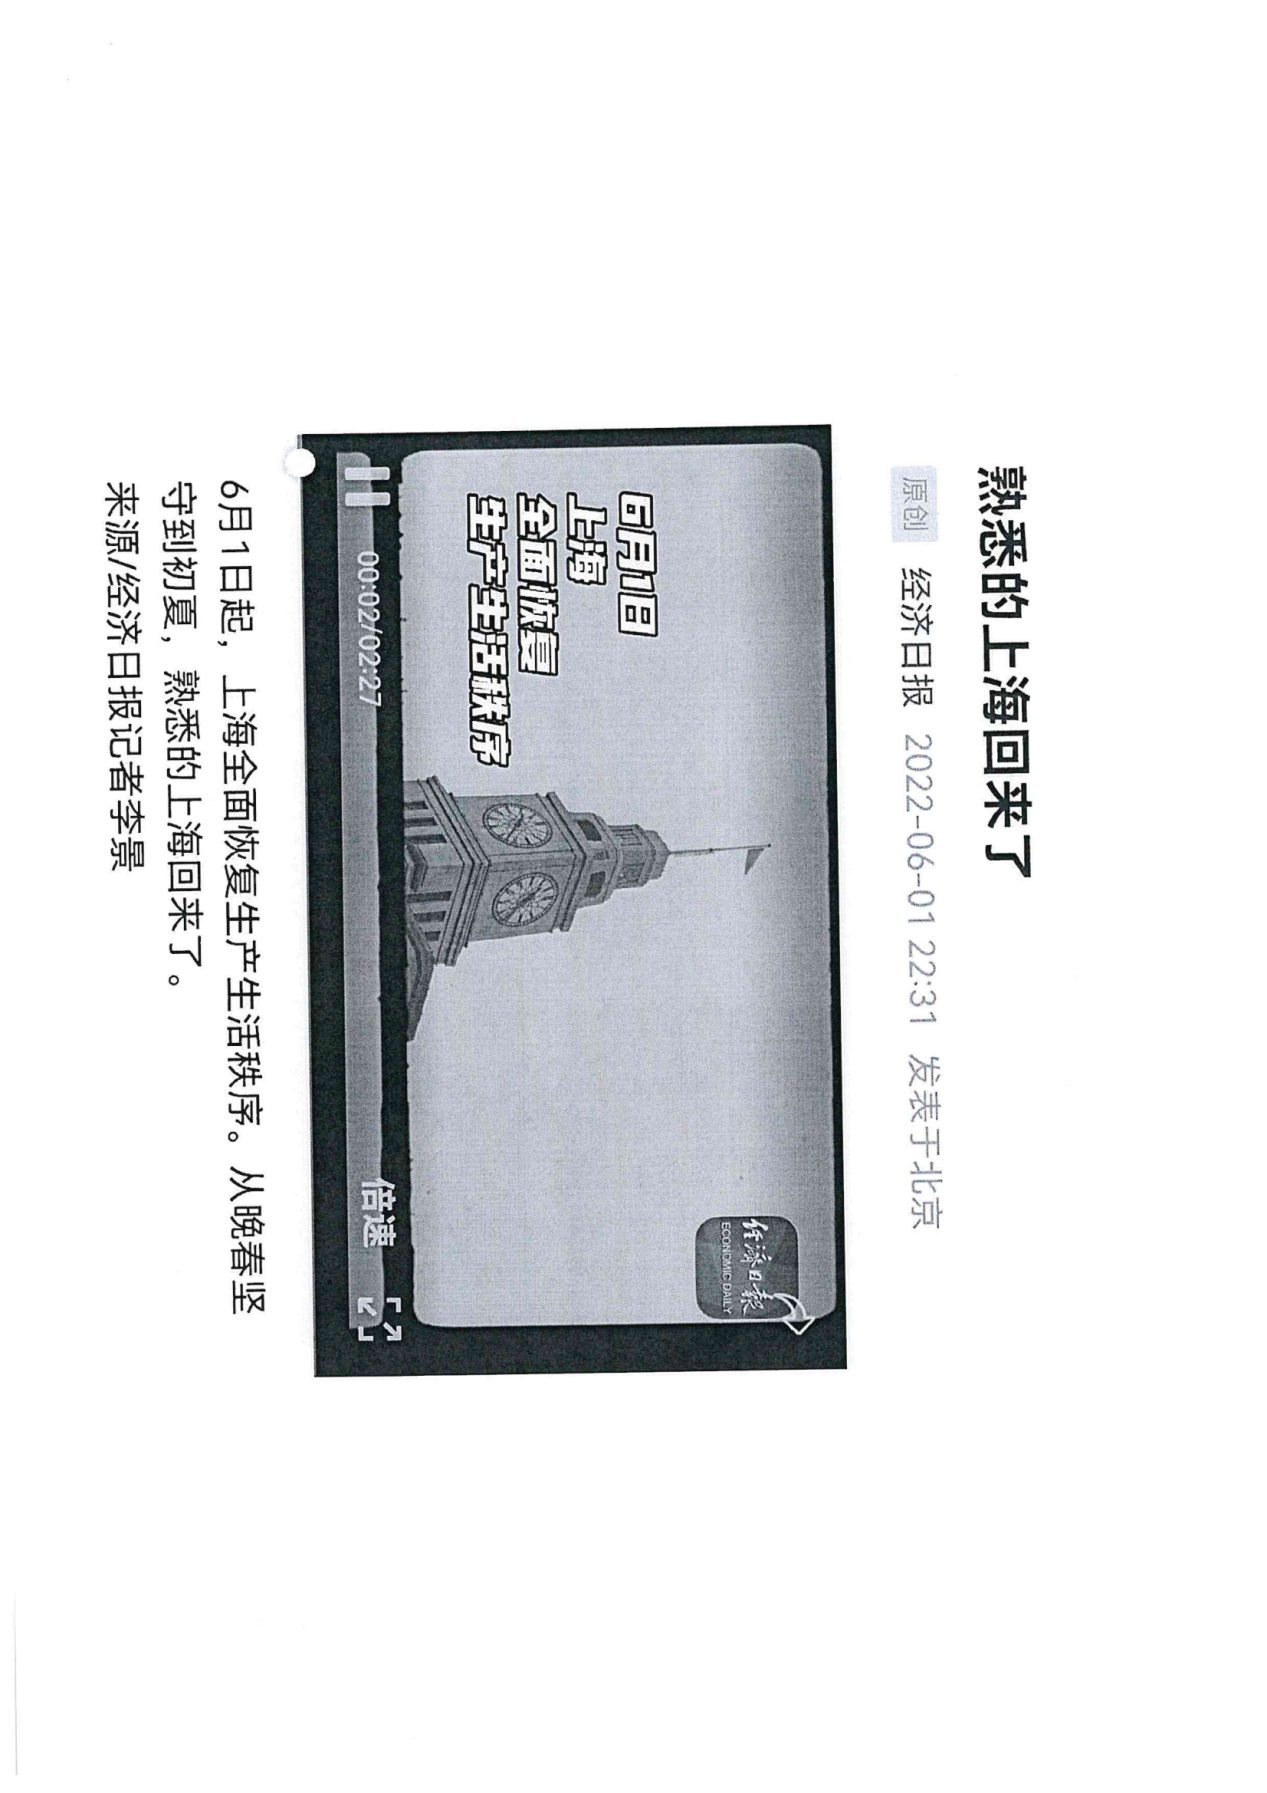 熟悉的上海回来了
原创 经济日报 2022-06-01 22:31 发表于北京
经济日报
ECONOMIC DAILY
6月1日
上海
全面恢复
生产生活秩序
00:02/02:27 倍速
6月1日起，上海全面恢复生产生活秩序。从晚春坚
守到初夏，熟悉的上海回来了。
来源/经济日报记者李景